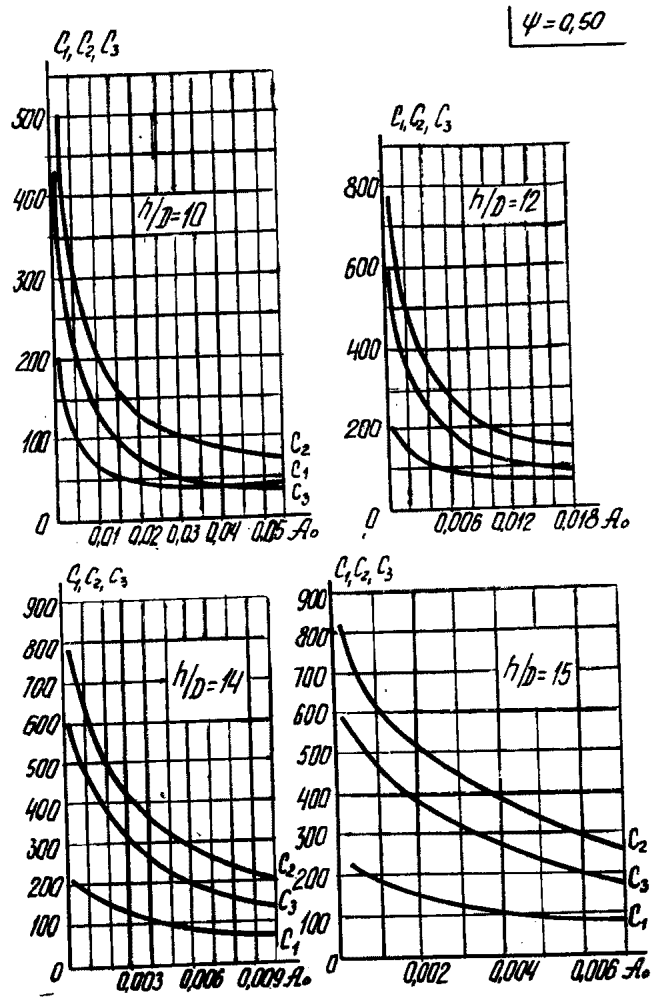 ψ = 0,50
C₁, C₂, C₃
500
400
300
200
100
0
h/D=10
C₂
C₁
C₃
0,01 0,02 0,03 0,04 0,05 A₀
C₁, C₂, C₃
800
600
400
200
0
h/D=12
0,006 0,012 0,018 A₀
C₁, C₂, C₃
900
800
700
600
500
400
300
200
100
0
h/D=14
C₂
C₃
C₁
0,003 0,006 0,009 A₀
C₁, C₂, C₃
900
800
700
600
500
400
300
200
100
0
h/D=15
C₂
C₃
C₁
0,002 0,004 0,006 A₀